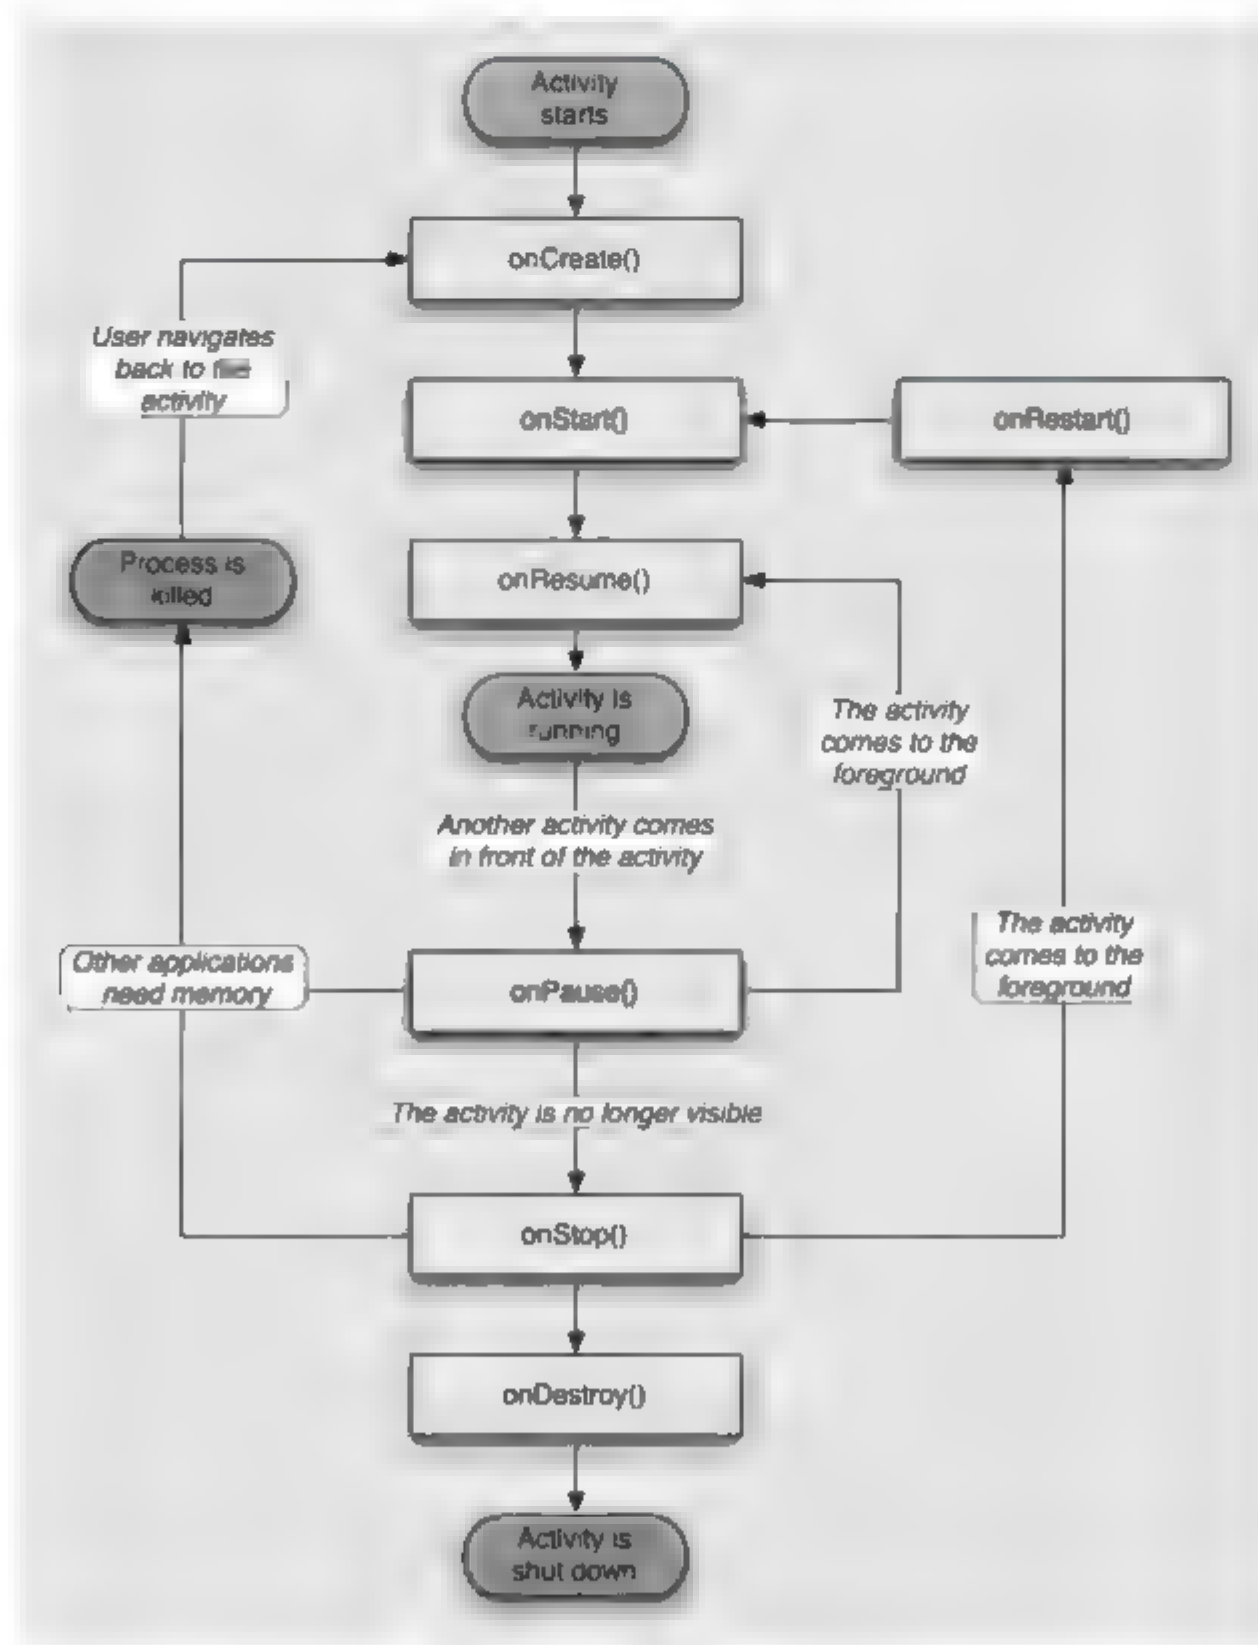 Activity
starts
onCreate()
User navigates
back to the
activity
onStart()
onRestart()
Process is
killed
onResume()
Activity is
running
The activity
comes to the
foreground
Another activity comes
in front of the activity
The activity
comes to the
foreground
Other applications
need memory
onPause()
The activity is no longer visible
onStop()
onDestroy()
Activity is
shut down